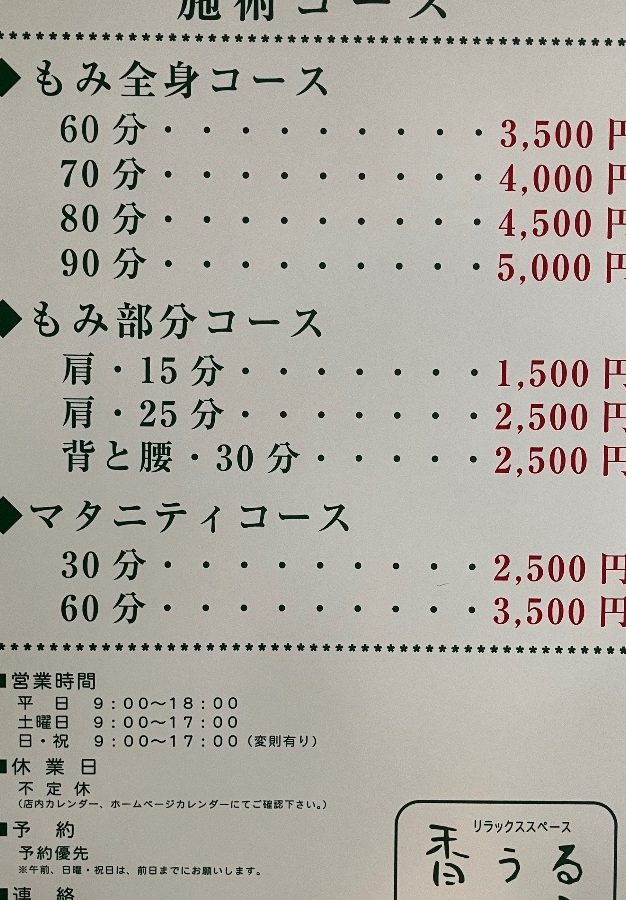 施術コース
◆もみ全身コース
60分・・・・・・・・・・3,500円
70分・・・・・・・・・・4,000円
80分・・・・・・・・・・4,500円
90分・・・・・・・・・・5,000円
◆もみ部分コース
肩・15分・・・・・・・1,500円
肩・25分・・・・・・・2,500円
背と腰・30分・・・・・2,500円
◆マタニティコース
30分・・・・・・・・・・2,500円
60分・・・・・・・・・・3,500円
■営業時間
平　日　9:00〜18:00
土曜日　9:00〜17:00
日・祝　9:00〜17:00（変則有り）
■休業日
不定休
（店内カレンダー、ホームページカレンダーにてご確認下さい。）
■予　約
予約優先
※午前、日曜・祝日は、前日までにお願いします。
■連　絡
リラックススペース
香うる